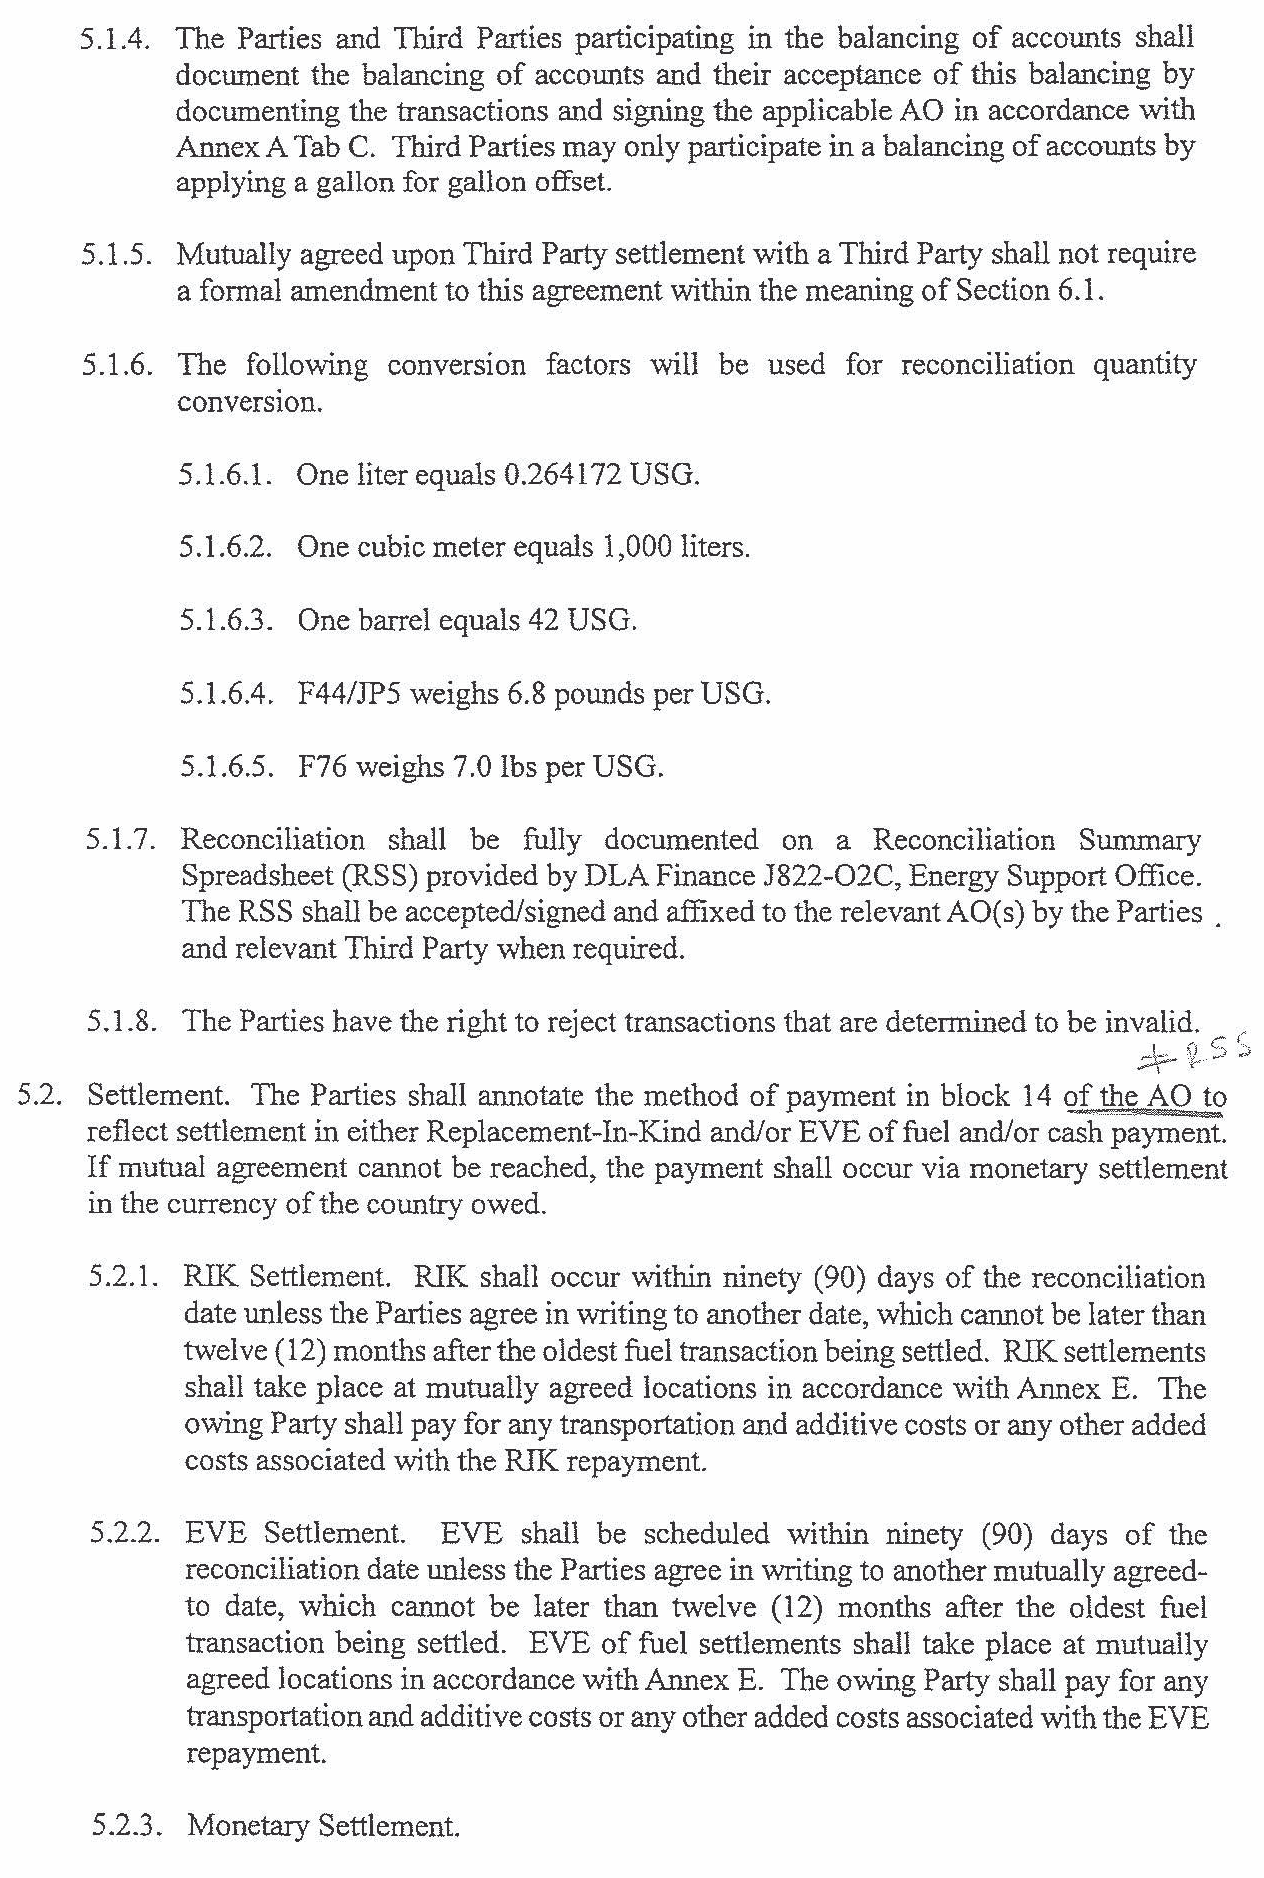 5.1.4. The Parties and Third Parties participating in the balancing of accounts shall
document the balancing of accounts and their acceptance of this balancing by
documenting the transactions and signing the applicable AO in accordance with
Annex A Tab C. Third Parties may only participate in a balancing of accounts by
applying a gallon for gallon offset.
5.1.5. Mutually agreed upon Third Party settlement with a Third Party shall not require
a formal amendment to this agreement within the meaning of Section 6.1.
5.1.6. The following conversion factors will be used for reconciliation quantity
conversion.
5.1.6.1. One liter equals 0.264172 USG.
5.1.6.2. One cubic meter equals 1,000 liters.
5.1.6.3. One barrel equals 42 USG.
5.1.6.4. F44/JP5 weighs 6.8 pounds per USG.
5.1.6.5. F76 weighs 7.0 lbs per USG.
5.1.7. Reconciliation shall be fully documented on a Reconciliation Summary
Spreadsheet (RSS) provided by DLA Finance J822-O2C, Energy Support Office.
The RSS shall be accepted/signed and affixed to the relevant AO(s) by the Parties
and relevant Third Party when required.
5.1.8. The Parties have the right to reject transactions that are determined to be invalid.
+ RSS
5.2. Settlement. The Parties shall annotate the method of payment in block 14 of the AO to
reflect settlement in either Replacement-In-Kind and/or EVE of fuel and/or cash payment.
If mutual agreement cannot be reached, the payment shall occur via monetary settlement
in the currency of the country owed.
5.2.1. RIK Settlement. RIK shall occur within ninety (90) days of the reconciliation
date unless the Parties agree in writing to another date, which cannot be later than
twelve (12) months after the oldest fuel transaction being settled. RIK settlements
shall take place at mutually agreed locations in accordance with Annex E. The
owing Party shall pay for any transportation and additive costs or any other added
costs associated with the RIK repayment.
5.2.2. EVE Settlement. EVE shall be scheduled within ninety (90) days of the
reconciliation date unless the Parties agree in writing to another mutually agreed-
to date, which cannot be later than twelve (12) months after the oldest fuel
transaction being settled. EVE of fuel settlements shall take place at mutually
agreed locations in accordance with Annex E. The owing Party shall pay for any
transportation and additive costs or any other added costs associated with the EVE
repayment.
5.2.3. Monetary Settlement.